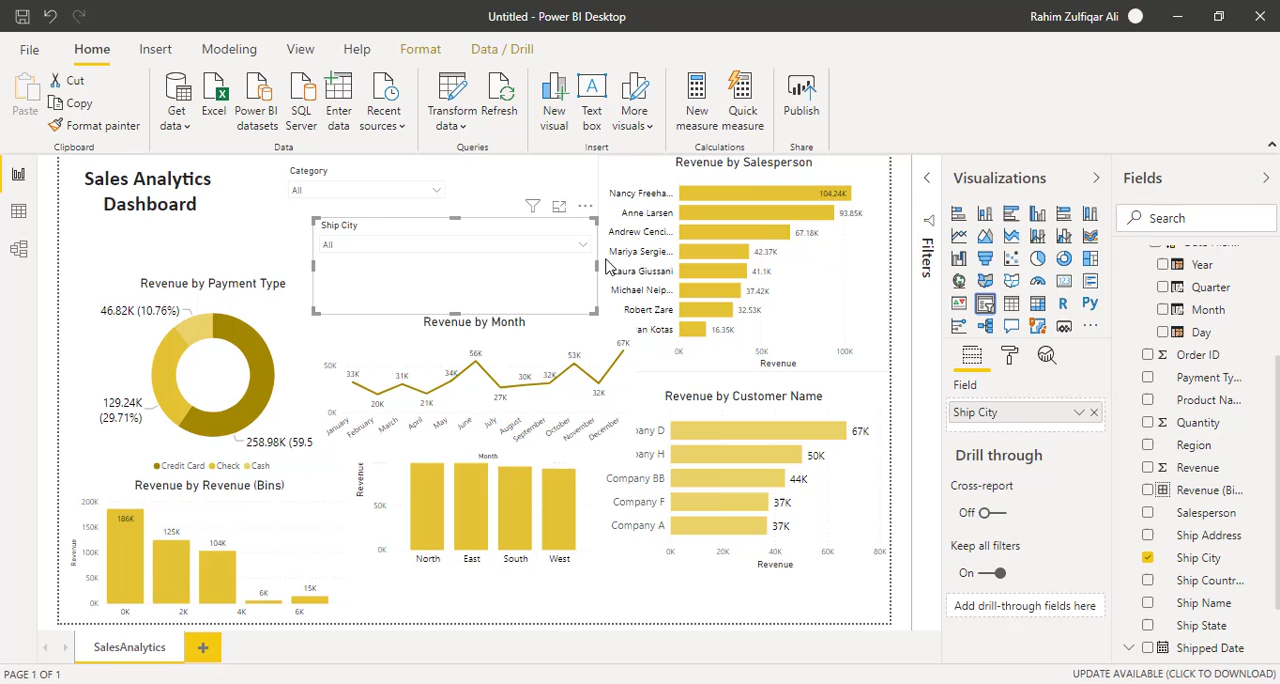 Untitled - Power BI Desktop
Rahim Zulfiqar Ali
File Home Insert Modeling View Help Format Data / Drill
Paste
Cut
Copy
Format painter
Get data
Excel
Power BI datasets
SQL Server
Enter data
Recent sources
Transform data
Refresh
New visual
Text box
More visuals
New measure
Quick measure
Publish
Clipboard
Data
Queries
Insert
Calculations
Share
Sales Analytics
Dashboard
Category
All
Ship City
All
Revenue by Payment Type
46.82K (10.76%)
129.24K
(29.71%)
258.98K (59.5
Credit Card Check Cash
Revenue by Month
50K
0K
33K
20K
31K
21K
34K
56K
27K
30K
32K
53K
32K
67K
January
February
March
April
May
June
July
August
September
October
November
December
Month
Revenue by Salesperson
Nancy Freeha... 104.24K
Anne Larsen 93.85K
Andrew Cenci... 67.18K
Mariya Sergie... 42.37K
aura Giussani 41.1K
Michael Neip... 37.42K
Robert Zare 32.53K
an Kotas 16.35K
0K 50K 100K
Revenue
Revenue by Revenue (Bins)
Revenue
200K
150K
100K
50K
0K
186K
125K
104K
6K
15K
0K 2K 4K 6K
Revenue
50K
0K
North East South West
Revenue by Customer Name
ny D 67K
ny H 50K
Company BB 44K
Company F 37K
Company A 37K
0K 20K 40K 60K 80K
Revenue
Filters
Visualizations
R
Py
Field
Ship City
Drill through
Cross-report
Off
Keep all filters
On
Add drill-through fields here
Fields
Search
Year
Quarter
Month
Day
Order ID
Payment Ty...
Product Na...
Quantity
Region
Revenue
Revenue (Bi...
Salesperson
Ship Address
Ship City
Ship Countr...
Ship Name
Ship State
Shipped Date
SalesAnalytics
PAGE 1 OF 1
UPDATE AVAILABLE (CLICK TO DOWNLOAD)